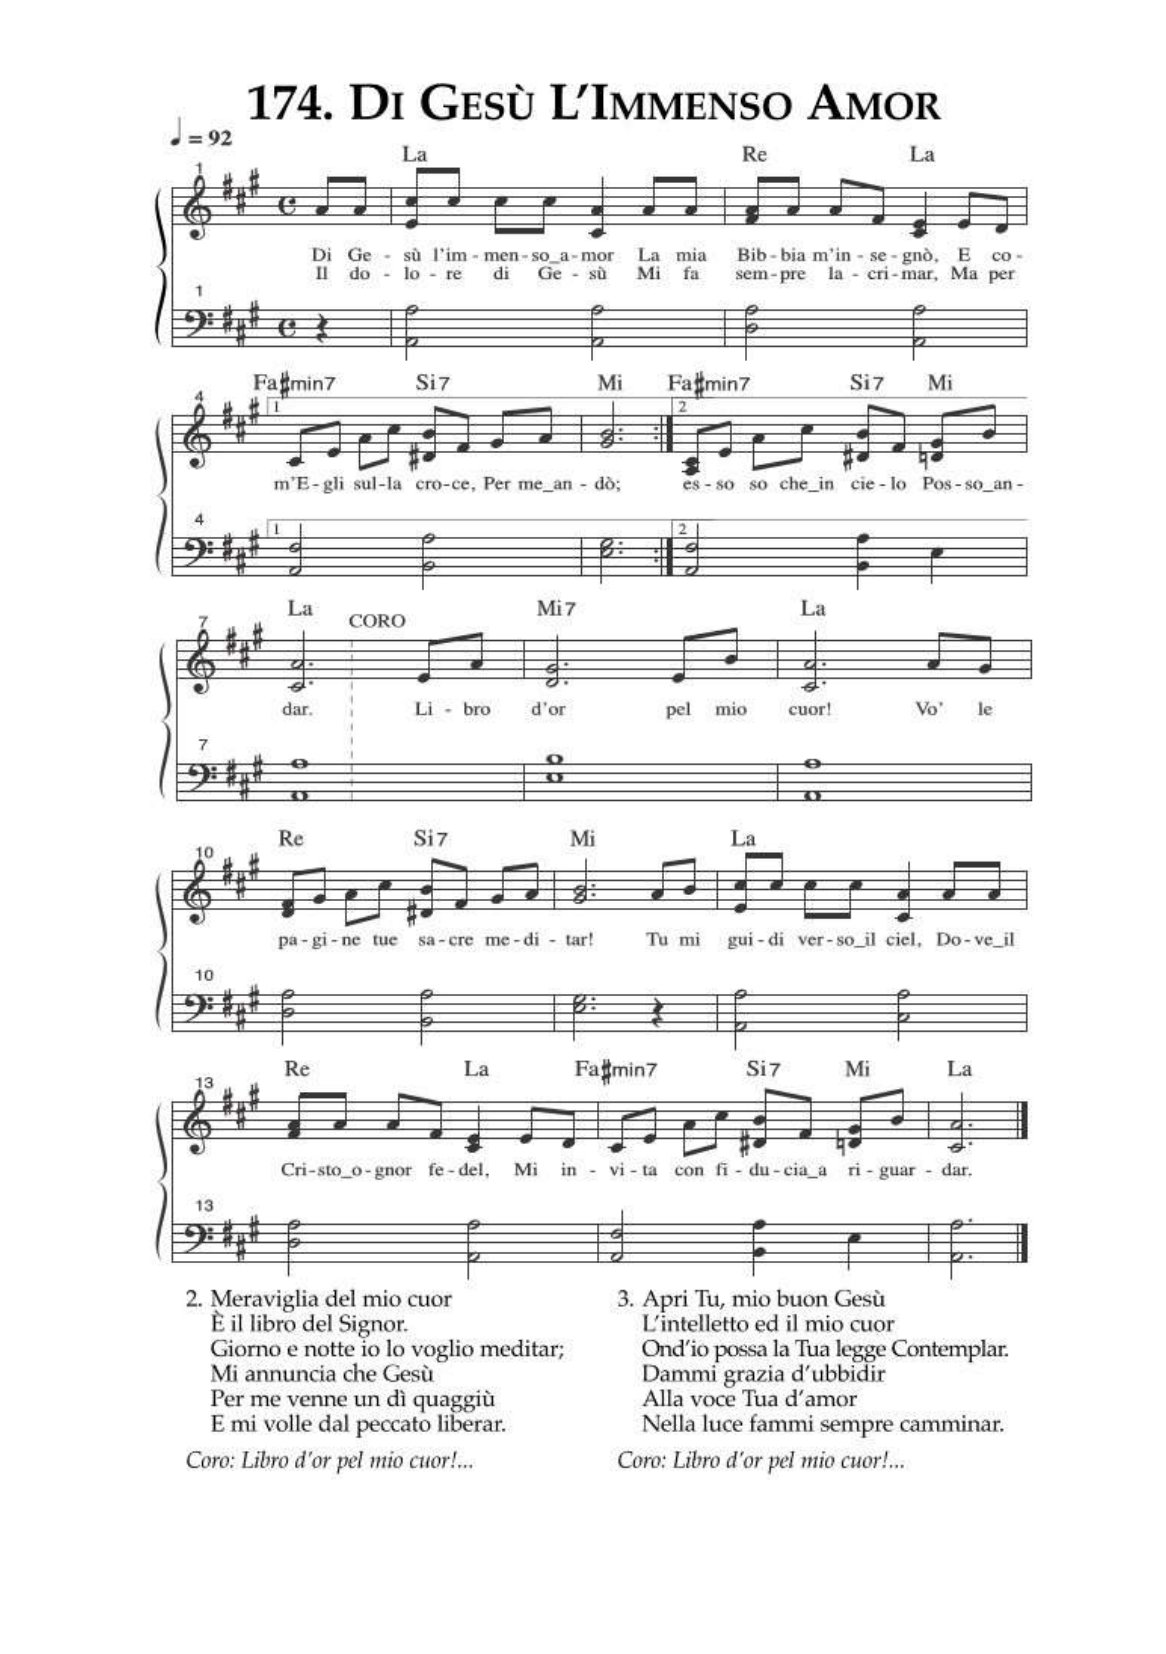 174. DI GESÙ L'IMMENSO AMOR
♩ = 92
La Re La
1
Di Ge - sù l'im - men - so_a - mor La mia Bib - bia m'in - se - gnò, E co -
Il do - lo - re di Ge - sù Mi fa sem - pre la - cri - mar, Ma per
1
Fa#min7 Si7 Mi Fa#min7 Si7 Mi
4
1 2
m'E - gli sul - la cro - ce, Per me_an - dò; es - so so che_in cie - lo Pos - so_an -
4
1 2
La CORO Mi7 La
7
dar. Li - bro d'or pel mio cuor! Vo' le
7
Re Si7 Mi La
10
pa - gi - ne tue sa - cre me - di - tar! Tu mi gui - di ver - so_il ciel, Do - ve_il
10
Re La Fa#min7 Si7 Mi La
13
Cri - sto_o - gnor fe - del, Mi in - vi - ta con fi - du - cia_a ri - guar - dar.
13
2. Meraviglia del mio cuor
È il libro del Signor.
Giorno e notte io lo voglio meditar;
Mi annuncia che Gesù
Per me venne un dì quaggiù
E mi volle dal peccato liberar.
Coro: Libro d'or pel mio cuor!...
3. Apri Tu, mio buon Gesù
L'intelletto ed il mio cuor
Ond'io possa la Tua legge Contemplar.
Dammi grazia d'ubbidir
Alla voce Tua d'amor
Nella luce fammi sempre camminar.
Coro: Libro d'or pel mio cuor!...